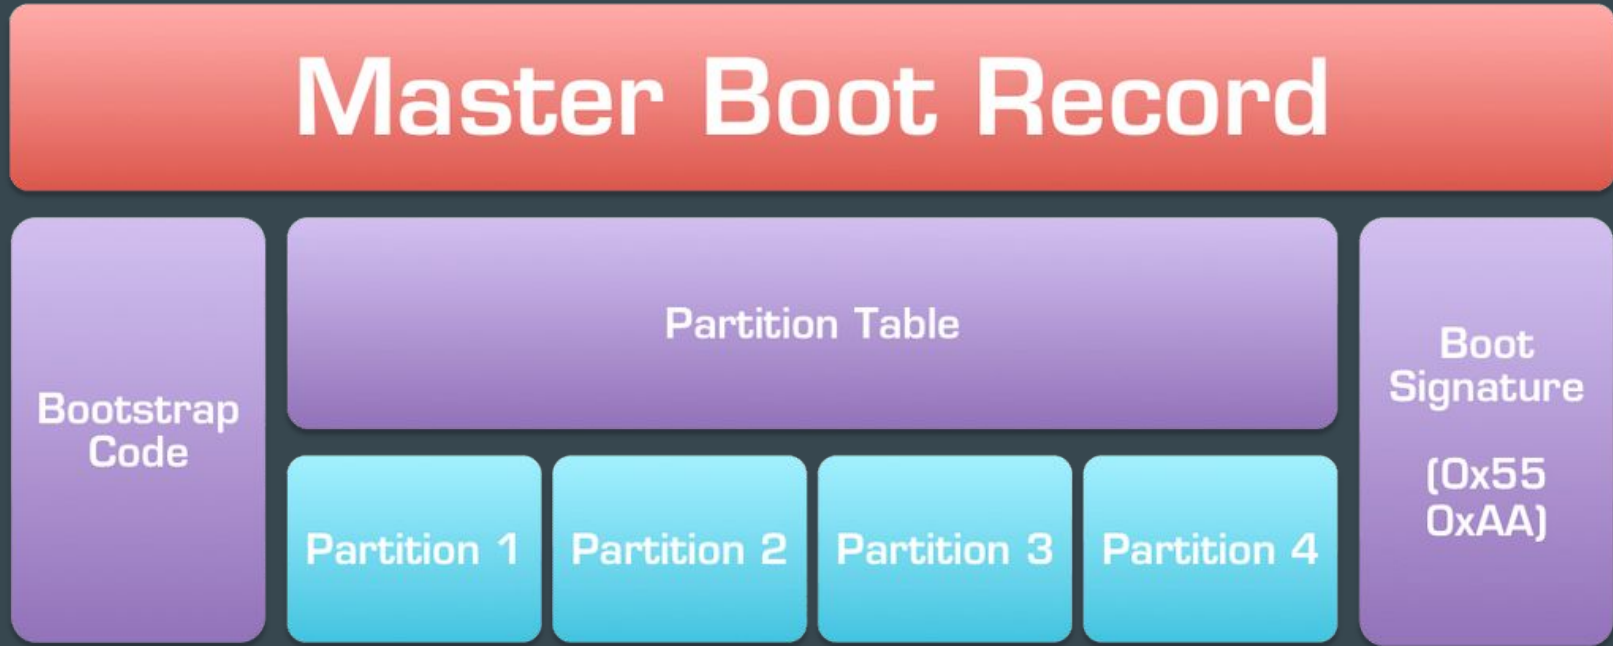 Master Boot Record
Bootstrap
Code
Partition Table
Partition 1
Partition 2
Partition 3
Partition 4
Boot
Signature
(0x55
0xAA)